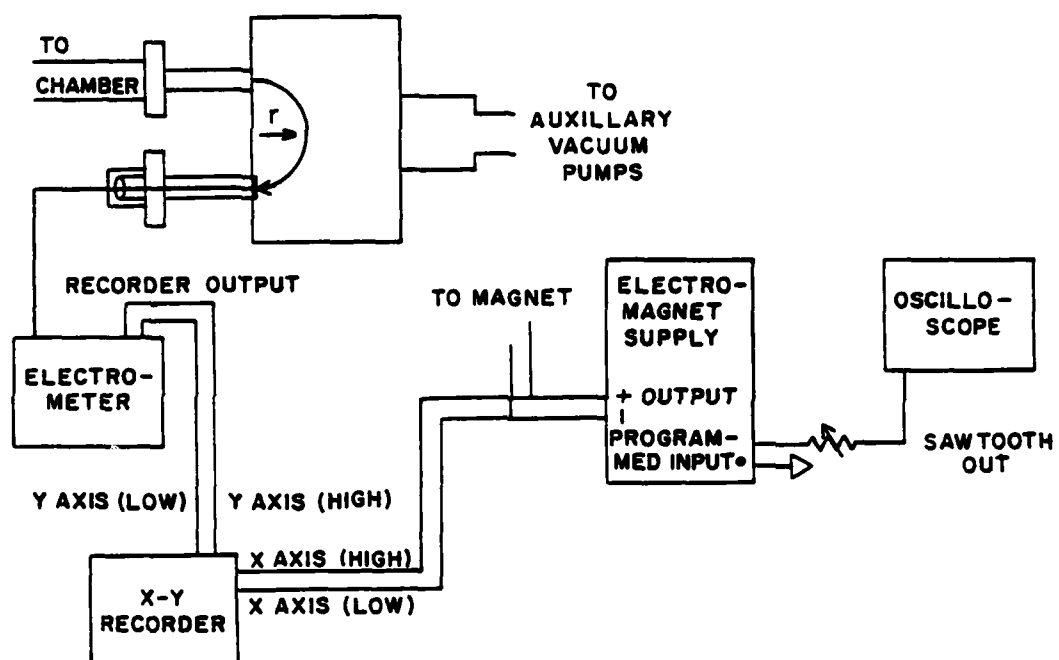 TO
CHAMBER
r
TO
AUXILLARY
VACUUM
PUMPS
RECORDER OUTPUT
TO MAGNET
ELECTRO-
MAGNET
SUPPLY
+ OUTPUT
-
PROGRAM-
MED INPUT
OSCILLO-
SCOPE
SAWTOOTH
OUT
ELECTRO-
METER
Y AXIS (LOW)
Y AXIS (HIGH)
X AXIS (HIGH)
X AXIS (LOW)
X-Y
RECORDER